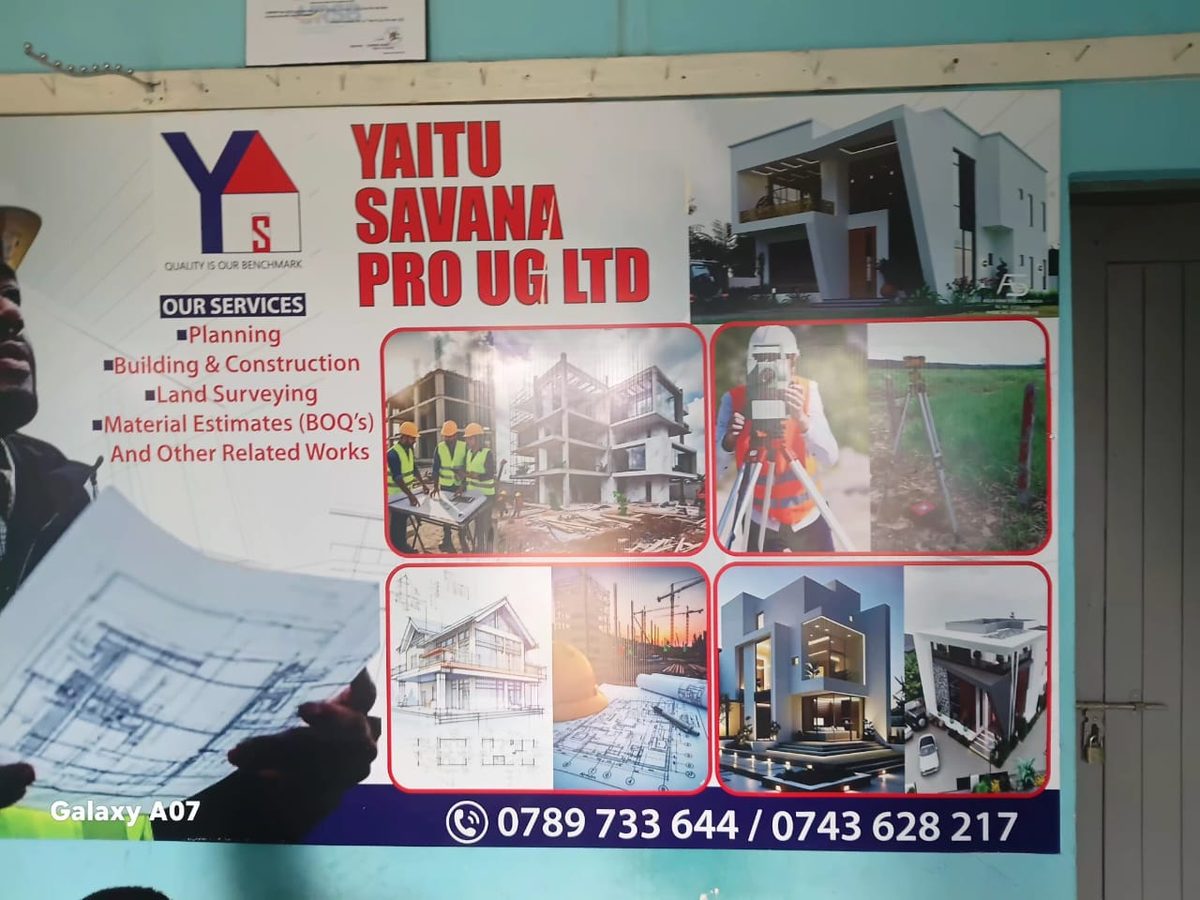 YAITU
SAVANA
PRO UG LTD
S
QUALITY IS OUR BENCHMARK
OUR SERVICES
▪Planning
▪Building & Construction
▪Land Surveying
▪Material Estimates (BOQ's)
And Other Related Works
0789 733 644 / 0743 628 217
Galaxy A07